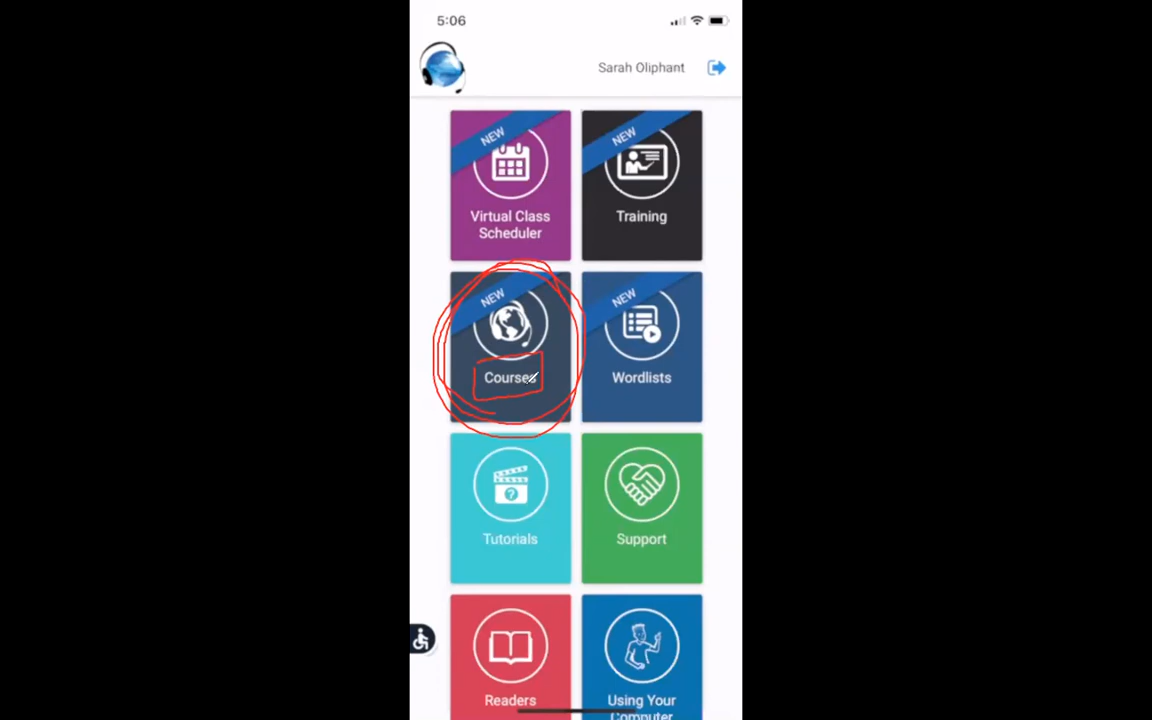 5:06
Sarah Oliphant
NEW
NEW
Virtual Class
Scheduler
Training
NEW
NEW
Courses
Wordlists
?
Tutorials
Support
Readers
Using Your
Computer